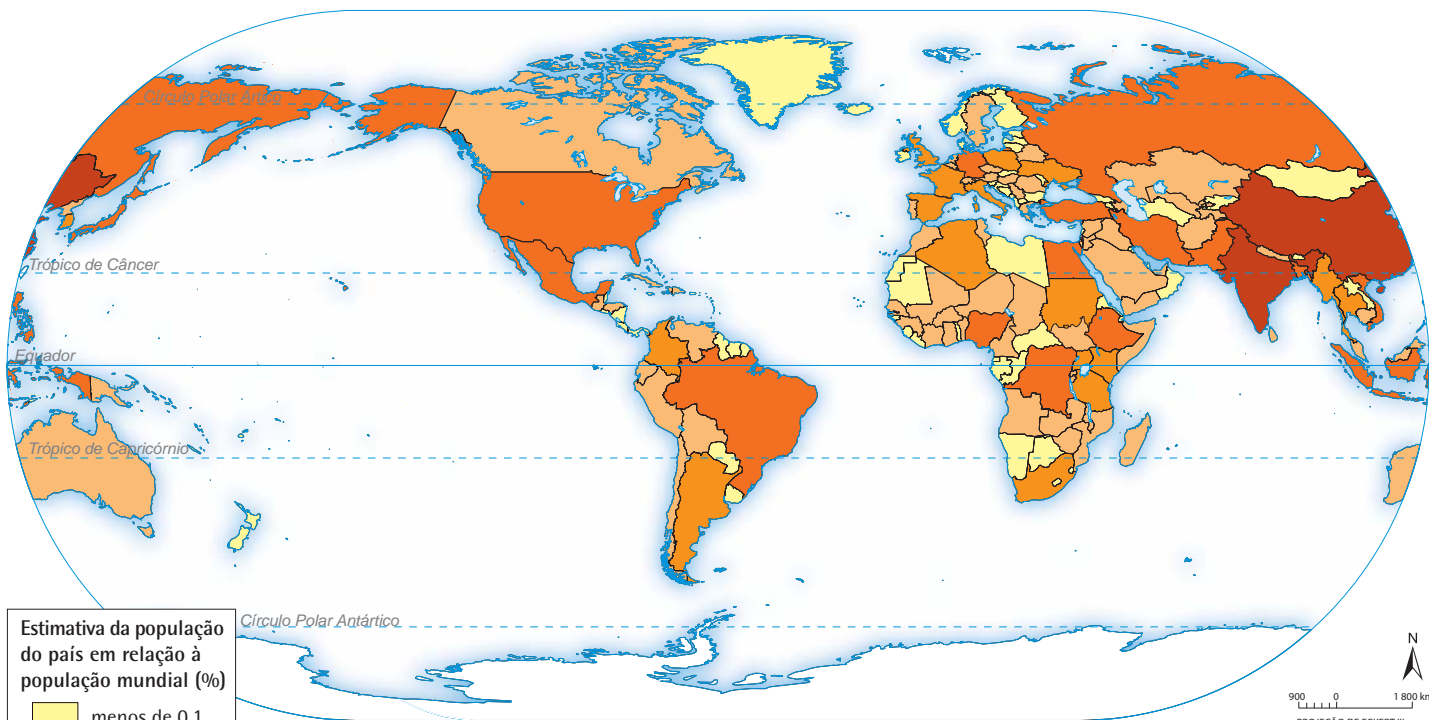 Círculo Polar Ártico
Trópico de Câncer
Equador
Trópico de Capricórnio
Círculo Polar Antártico
Estimativa da população
do país em relação à
população mundial (%)
menos de 0,1
N
900 0 1 800 km